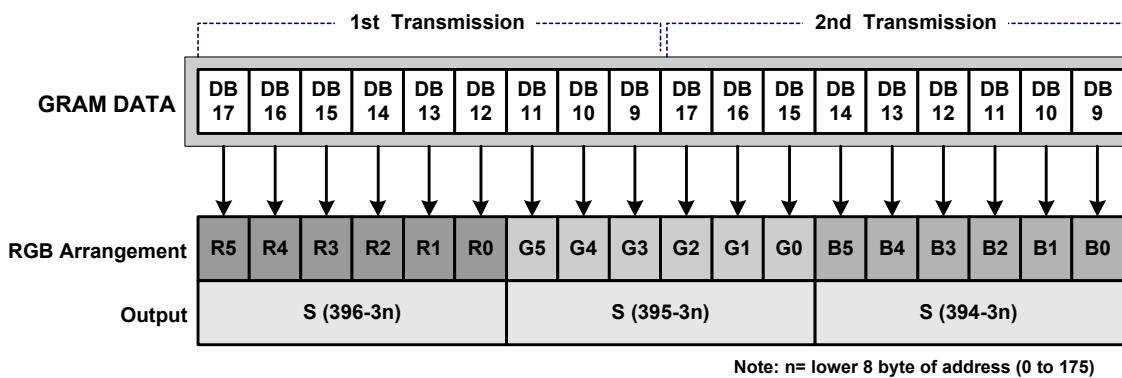 1st Transmission 2nd Transmission
GRAM DATA DB 17 DB 16 DB 15 DB 14 DB 13 DB 12 DB 11 DB 10 DB 9 DB 17 DB 16 DB 15 DB 14 DB 13 DB 12 DB 11 DB 10 DB 9
RGB Arrangement R5 R4 R3 R2 R1 R0 G5 G4 G3 G2 G1 G0 B5 B4 B3 B2 B1 B0
Output S (396-3n) S (395-3n) S (394-3n)
Note: n= lower 8 byte of address (0 to 175)